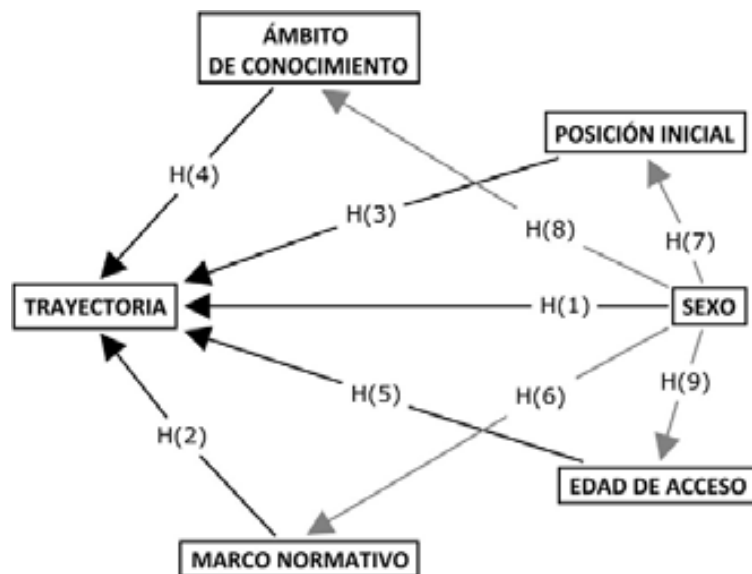 ÁMBITO
DE CONOCIMIENTO
POSICIÓN INICIAL
H(4)
H(3)
H(8)
H(7)
TRAYECTORIA
H(1)
SEXO
H(5)
H(6)
H(9)
H(2)
EDAD DE ACCESO
MARCO NORMATIVO